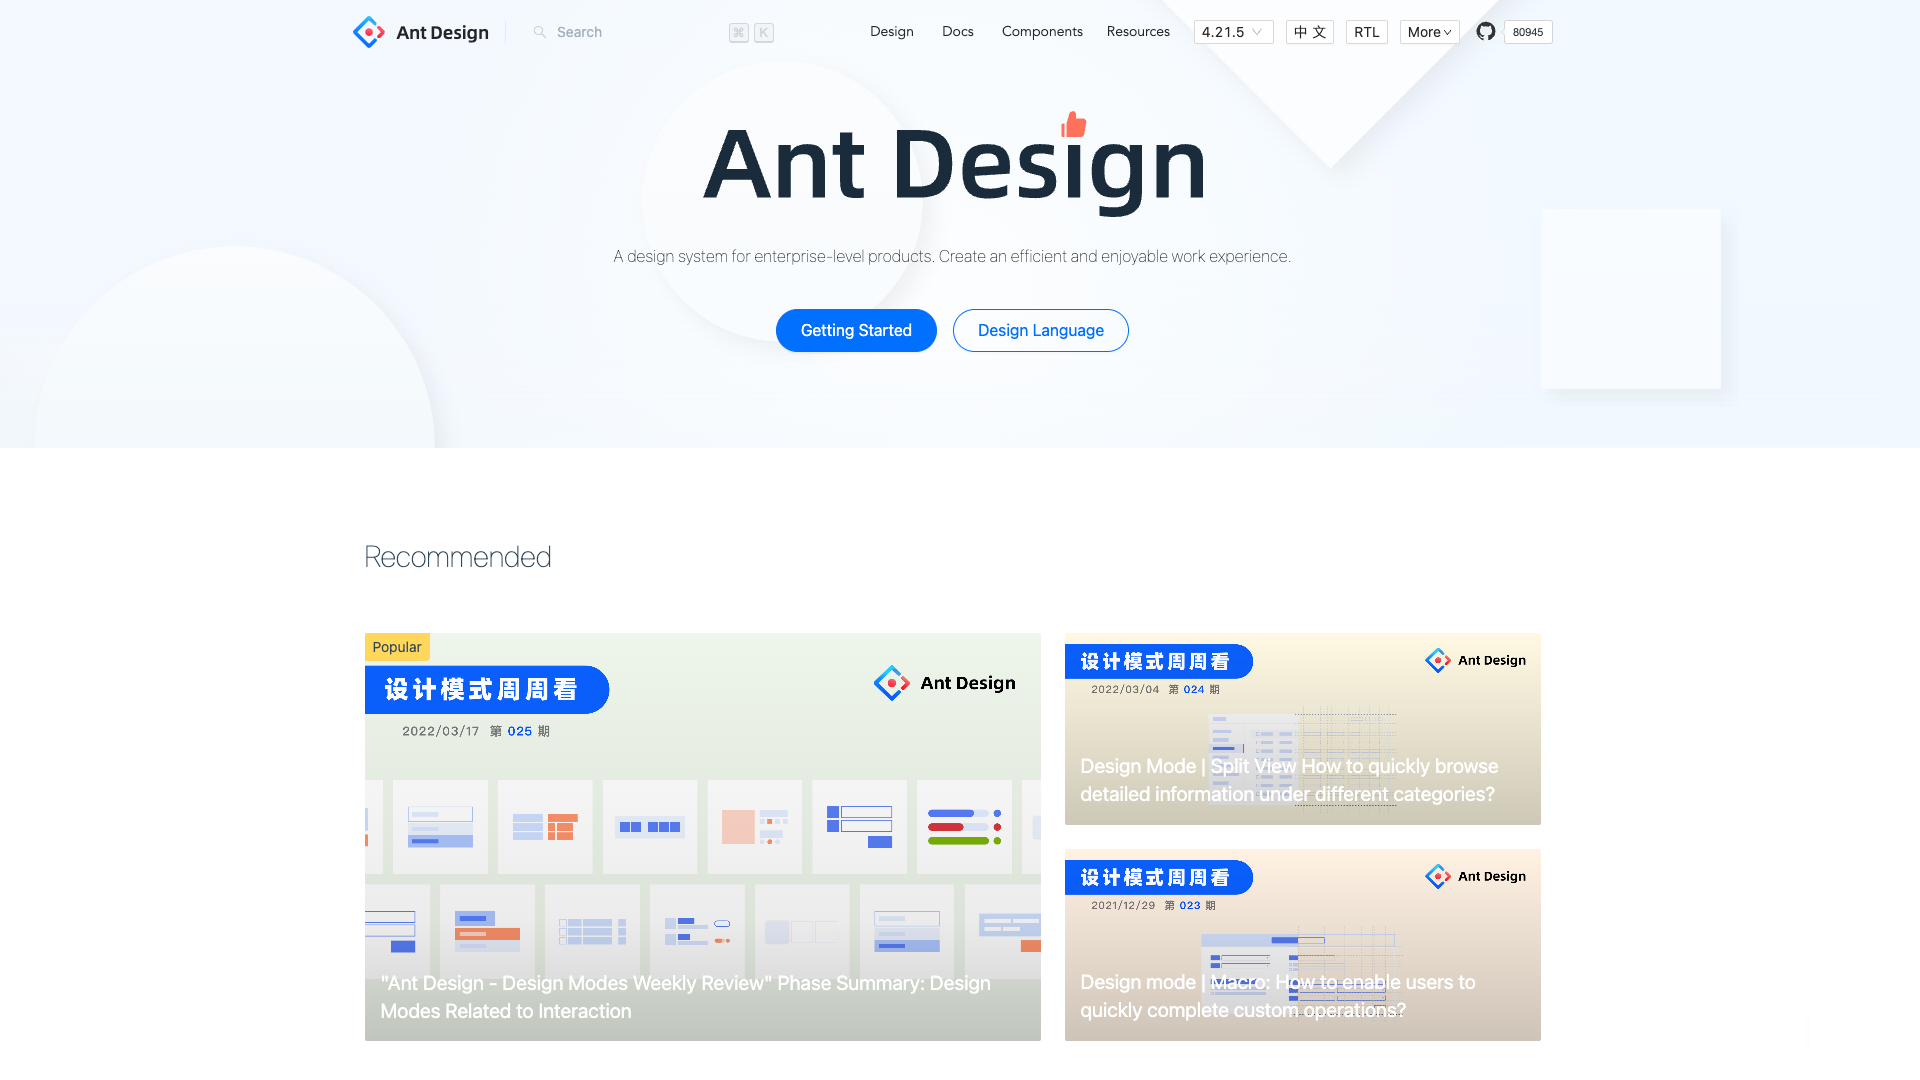 Ant Design
Search
⌘ K
Design
Docs
Components
Resources
4.21.5
中 文
RTL
More
80945
Ant Design
A design system for enterprise-level products. Create an efficient and enjoyable work experience.
Getting Started
Design Language
Recommended
Popular
设计模式周周看
Ant Design
2022/03/17 第 025 期
"Ant Design - Design Modes Weekly Review" Phase Summary: Design
Modes Related to Interaction
设计模式周周看
Ant Design
2022/03/04 第 024 期
Design Mode | Split View How to quickly browse
detailed information under different categories?
设计模式周周看
Ant Design
2021/12/29 第 023 期
Design mode | Macro: How to enable users to
quickly complete custom operations?